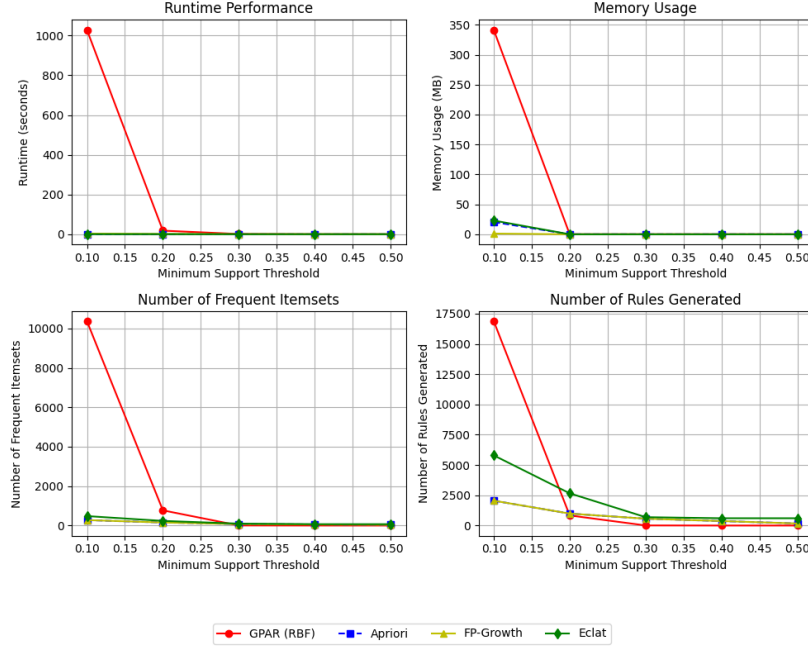 Runtime Performance
Runtime (seconds)
1000
800
600
400
200
0
0.10 0.15 0.20 0.25 0.30 0.35 0.40 0.45 0.50
Minimum Support Threshold
Memory Usage
Memory Usage (MB)
350
300
250
200
150
100
50
0
0.10 0.15 0.20 0.25 0.30 0.35 0.40 0.45 0.50
Minimum Support Threshold
Number of Frequent Itemsets
Number of Frequent Itemsets
10000
8000
6000
4000
2000
0
0.10 0.15 0.20 0.25 0.30 0.35 0.40 0.45 0.50
Minimum Support Threshold
Number of Rules Generated
Number of Rules Generated
17500
15000
12500
10000
7500
5000
2500
0
0.10 0.15 0.20 0.25 0.30 0.35 0.40 0.45 0.50
Minimum Support Threshold
GPAR (RBF) Apriori FP-Growth Eclat